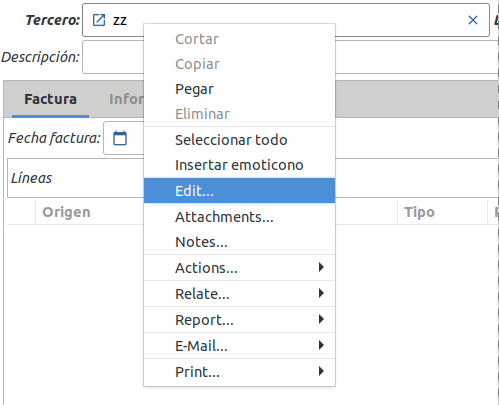 Tercero: zz
Descripción:
Cortar
Copiar
Pegar
Eliminar
Seleccionar todo
Insertar emoticono
Edit...
Attachments...
Notes...
Actions...
Relate...
Report...
E-Mail...
Print...
Factura Infor
Fecha factura:
Líneas
Origen Tipo